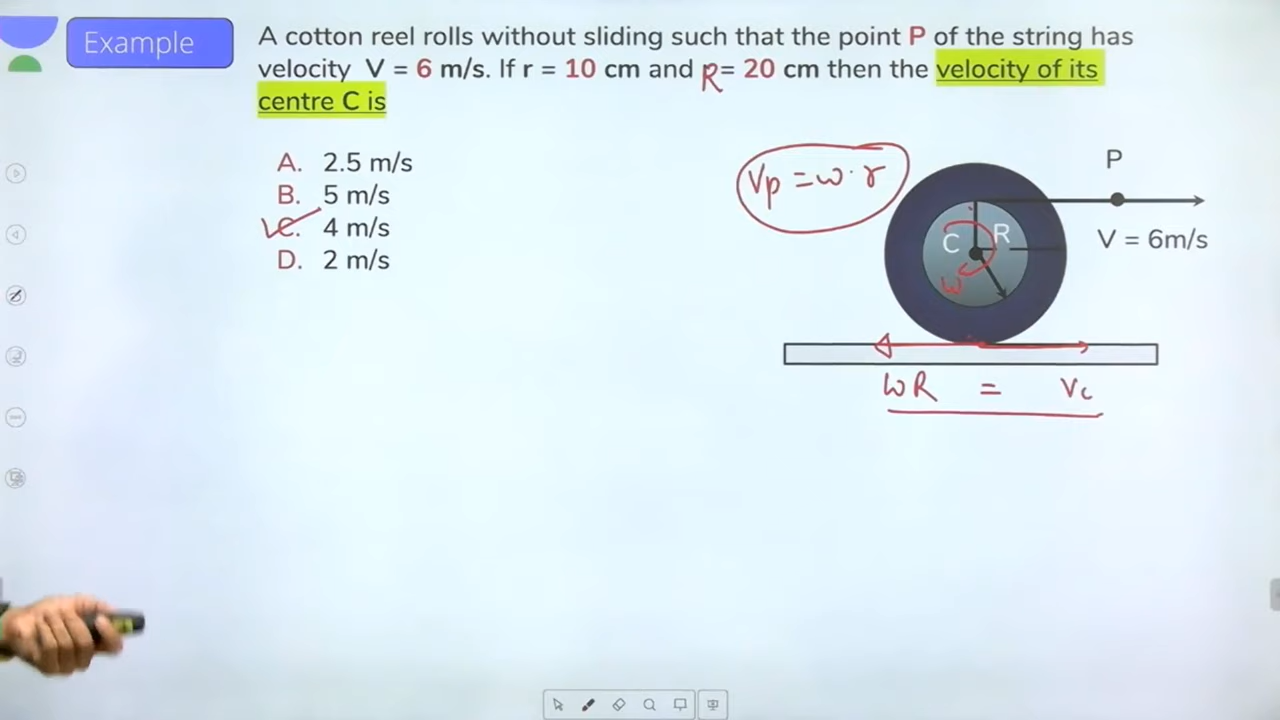 Example
A cotton reel rolls without sliding such that the point P of the string has
velocity V = 6 m/s. If r = 10 cm and R = 20 cm then the velocity of its
centre C is
A. 2.5 m/s
B. 5 m/s
C. 4 m/s
D. 2 m/s
Vp = ω·r
P
C
R
V = 6m/s
ω
ωR = Vc